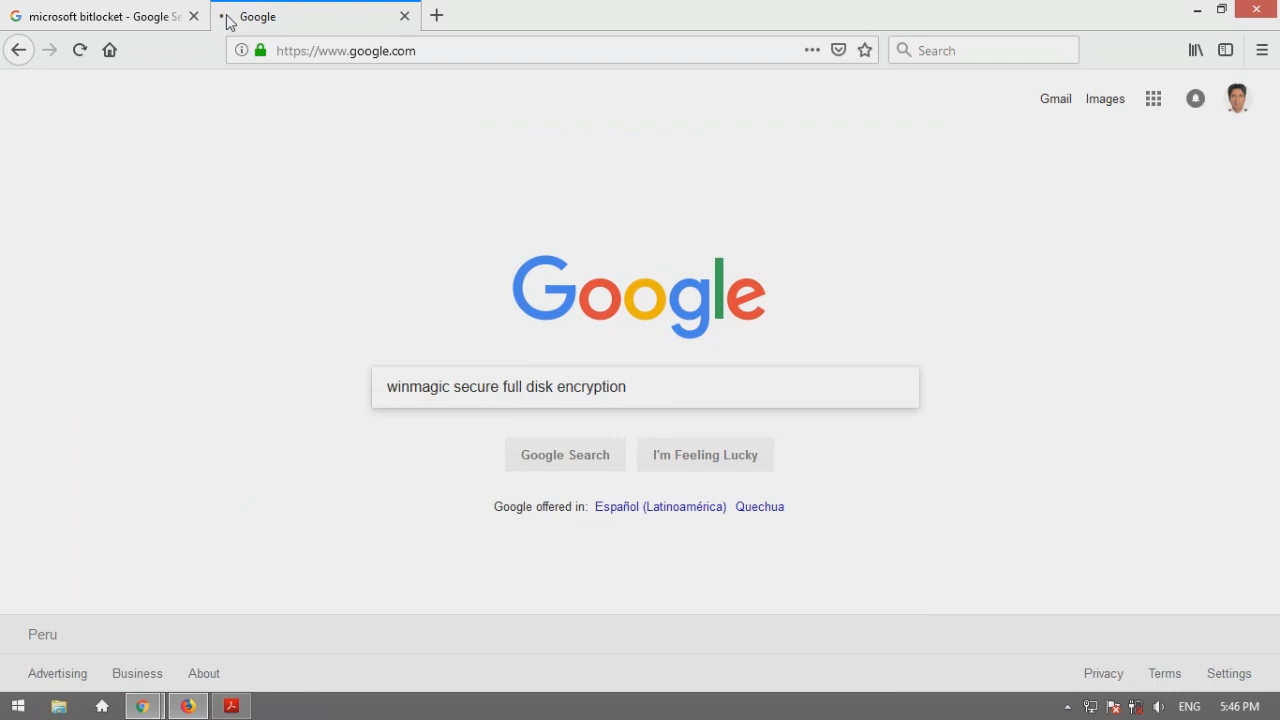 microsoft bitlocket - Google Se
Google
https://www.google.com
Search
Gmail Images
Google
winmagic secure full disk encryption
Google Search I'm Feeling Lucky
Google offered in: Español (Latinoamérica) Quechua
Peru
Advertising Business About
Privacy Terms Settings
ENG 5:46 PM